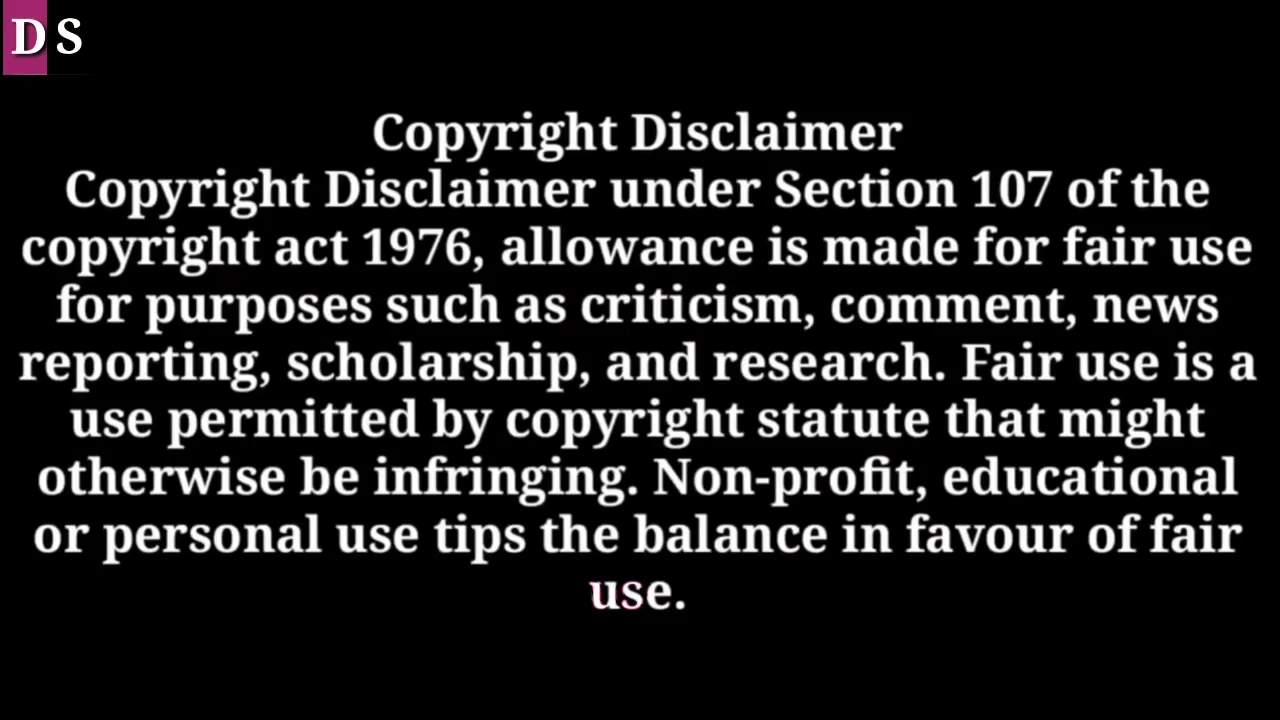 D S
Copyright Disclaimer
Copyright Disclaimer under Section 107 of the
copyright act 1976, allowance is made for fair use
for purposes such as criticism, comment, news
reporting, scholarship, and research. Fair use is a
use permitted by copyright statute that might
otherwise be infringing. Non-profit, educational
or personal use tips the balance in favour of fair
use.